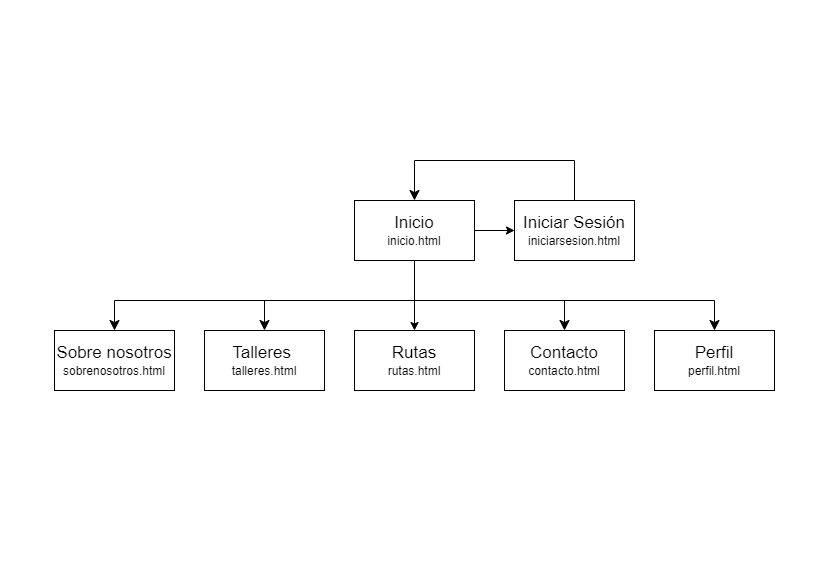 Inicio
inicio.html
Iniciar Sesión
iniciarsesion.html
Sobre nosotros
sobrenosotros.html
Talleres
talleres.html
Rutas
rutas.html
Contacto
contacto.html
Perfil
perfil.html